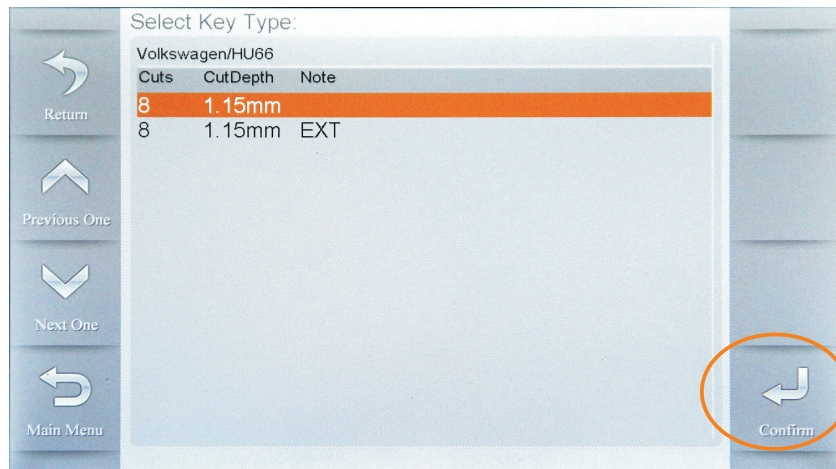 Select Key Type:
Volkswagen/HU66
Cuts CutDepth Note
8 1.15mm
8 1.15mm EXT
Return
Previous One
Next One
Main Menu
Confirm